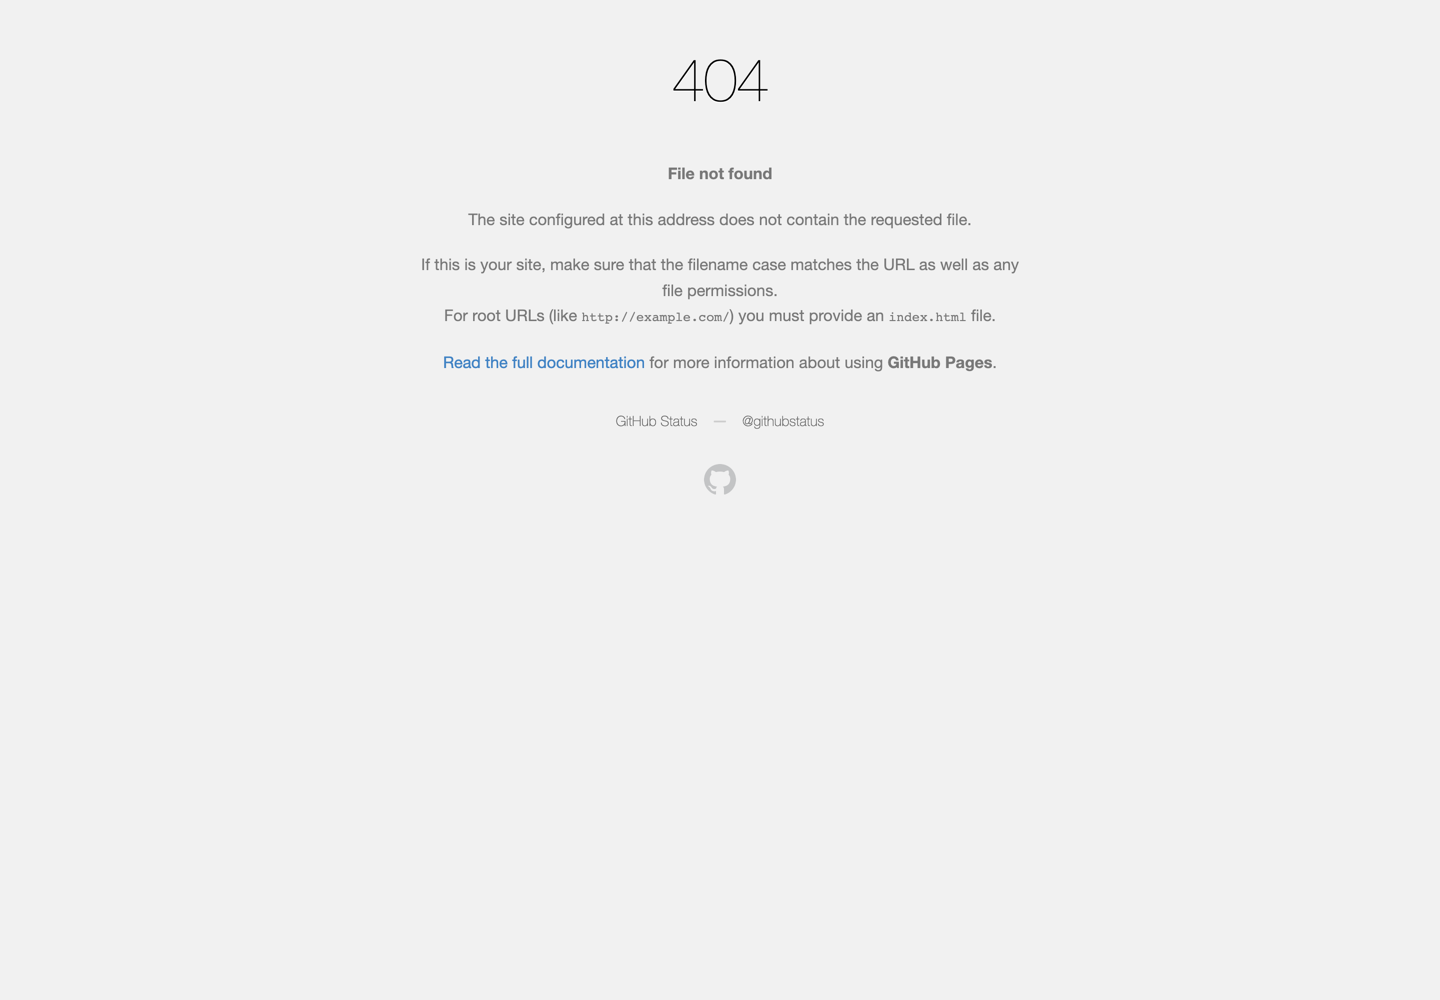 404
File not found
The site configured at this address does not contain the requested file.
If this is your site, make sure that the filename case matches the URL as well as any
file permissions.
For root URLs (like http://example.com/) you must provide an index.html file.
Read the full documentation for more information about using GitHub Pages.
GitHub Status — @githubstatus